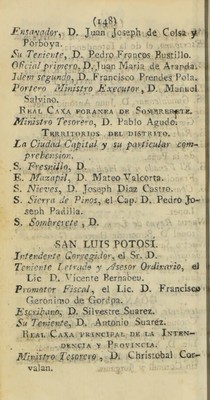 (148)
Ensayador, D. Juan Joseph de Colsa y
Porboya.
Su Teniente, D. Pedro Francos Bustillo.
Oficial primero, D. Juan Maria de Aranda.
Idem segundo, D. Francisco Prendes Pola.
Portero Ministro Executor, D. Manuel
Salvino.
REAL CAXA FORANEA DE SOMBRERETE.
Ministro Tesorero, D. Pablo Agudo.
TERRITORIOS DEL DISTRITO.
La Ciudad Capital y su particular com-
prehension.
S. Fresnillo, D.
S. Mazapil, D. Mateo Valcorta.
S. Nieves, D. Joseph Diaz Castro.
S. Sierra de Pinos, el Cap. D. Pedro Jo-
seph Padilla.
S. Sombrerete, D.
SAN LUIS POTOSÍ.
Intendente Corregidor, el Sr. D.
Teniente Letrado y Asesor Ordinario, el
Lic D. Vicente Bernabeu.
Promotor Fiscal, el Lic. D. Francisco
Geronimo de Gordoa.
Escribano, D. Silvestre Suarez.
Su Teniente, D. Antonio Suaréz.
REAL CAXA PRINCIPAL DE LA INTEN-
DENCIA Y PROVINCIA.
Ministro Tesorero, D. Christobal Cor-
valan.